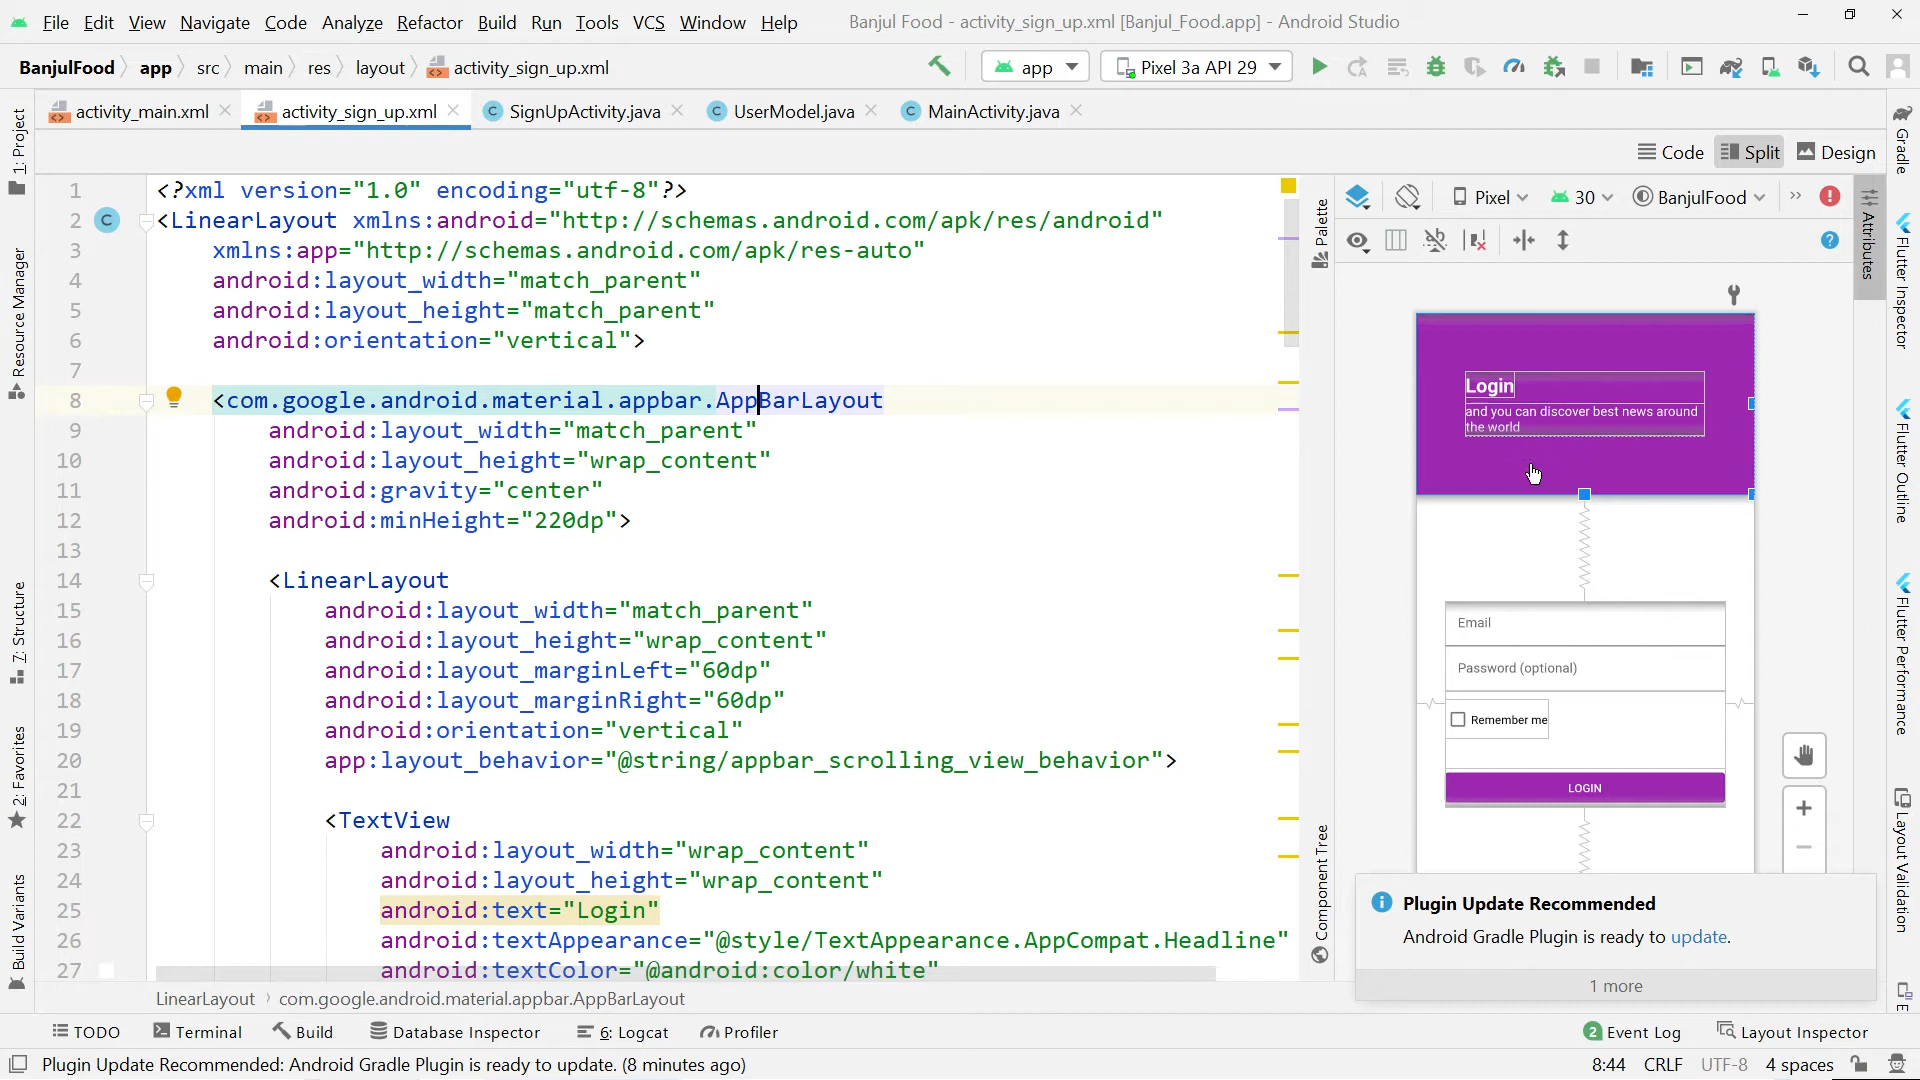 File Edit View Navigate Code Analyze Refactor Build Run Tools VCS Window Help Banjul Food - activity_sign_up.xml [Banjul_Food.app] - Android Studio
BanjulFood app src main res layout activity_sign_up.xml app Pixel 3a API 29
activity_main.xml activity_sign_up.xml SignUpActivity.java UserModel.java MainActivity.java
Code Split Design
1: Project
Resource Manager
7: Structure
2: Favorites
Build Variants
1 <?xml version="1.0" encoding="utf-8"?>
2 <LinearLayout xmlns:android="http://schemas.android.com/apk/res/android"
3 xmlns:app="http://schemas.android.com/apk/res-auto"
4 android:layout_width="match_parent"
5 android:layout_height="match_parent"
6 android:orientation="vertical">
7
8 <com.google.android.material.appbar.AppBarLayout
9 android:layout_width="match_parent"
10 android:layout_height="wrap_content"
11 android:gravity="center"
12 android:minHeight="220dp">
13
14 <LinearLayout
15 android:layout_width="match_parent"
16 android:layout_height="wrap_content"
17 android:layout_marginLeft="60dp"
18 android:layout_marginRight="60dp"
19 android:orientation="vertical"
20 app:layout_behavior="@string/appbar_scrolling_view_behavior">
21
22 <TextView
23 android:layout_width="wrap_content"
24 android:layout_height="wrap_content"
25 android:text="Login"
26 android:textAppearance="@style/TextAppearance.AppCompat.Headline"
27 android:textColor="@android:color/white"
LinearLayout com.google.android.material.appbar.AppBarLayout
Palette
Component Tree
Pixel 30 BanjulFood
Login
and you can discover best news around
the world
Email
Password (optional)
Remember me
LOGIN
Plugin Update Recommended
Android Gradle Plugin is ready to update.
1 more
Attributes
Gradle
Flutter Inspector
Flutter Outline
Flutter Performance
Layout Validation
TODO Terminal Build Database Inspector 6: Logcat Profiler 2 Event Log Layout Inspector
Plugin Update Recommended: Android Gradle Plugin is ready to update. (8 minutes ago) 8:44 CRLF UTF-8 4 spaces